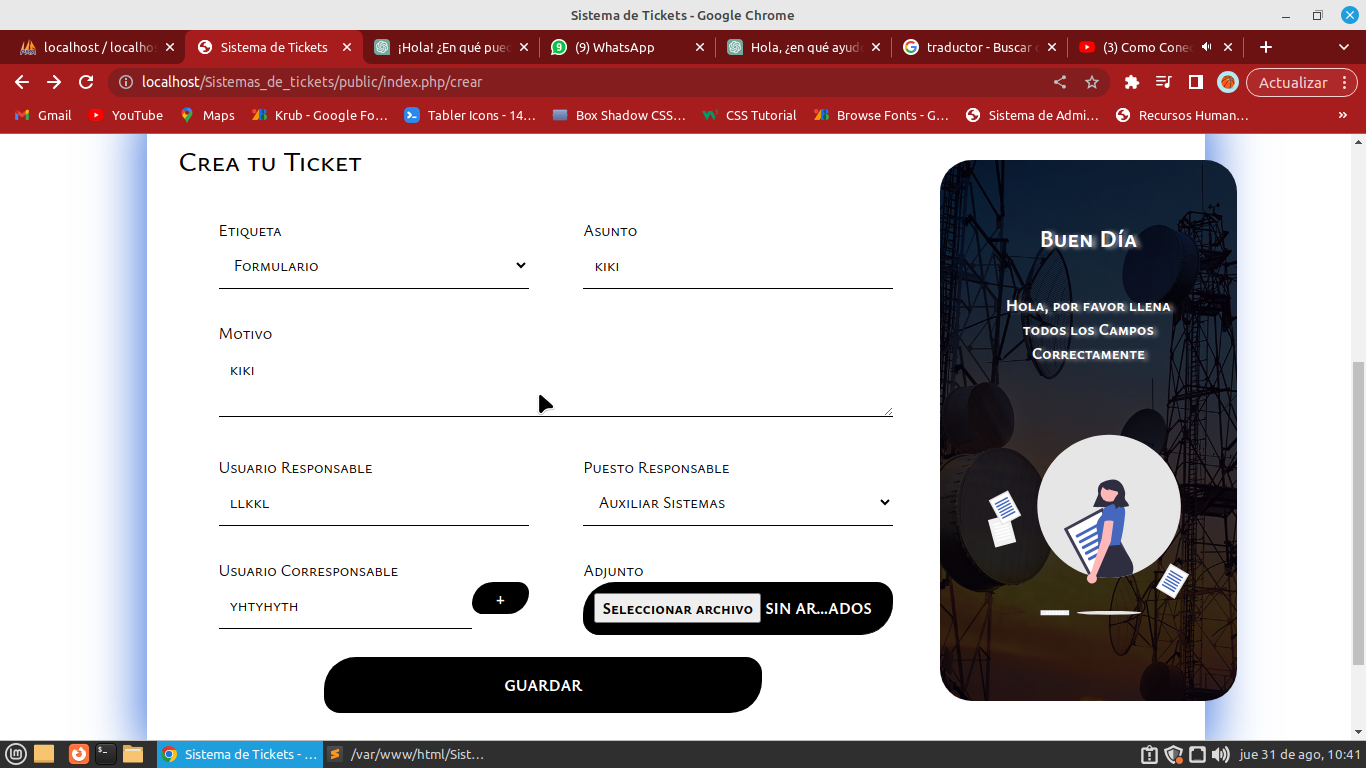 Sistema de Tickets - Google Chrome
localhost / localho
Sistema de Tickets
¡Hola! ¿En qué pue
(9) WhatsApp
Hola, ¿en qué ayud
traductor - Buscar c
(3) Como Conec
localhost/Sistemas_de_tickets/public/index.php/crear
Actualizar
Gmail
YouTube
Maps
Krub - Google Fo...
Tabler Icons - 14...
Box Shadow CSS...
CSS Tutorial
Browse Fonts - G...
Sistema de Admi...
Recursos Human...
»
Crea tu Ticket
Etiqueta
Asunto
Formulario
kiki
Motivo
kiki
Usuario Responsable
Puesto Responsable
llkkl
Auxiliar Sistemas
Usuario Corresponsable
Adjunto
yhtyhyth
+
Seleccionar archivo SIN AR...ADOS
GUARDAR
Buen Día
Hola, por favor llena
todos los Campos
Correctamente
Sistema de Tickets - ...
/var/www/html/Sist...
jue 31 de ago, 10:41